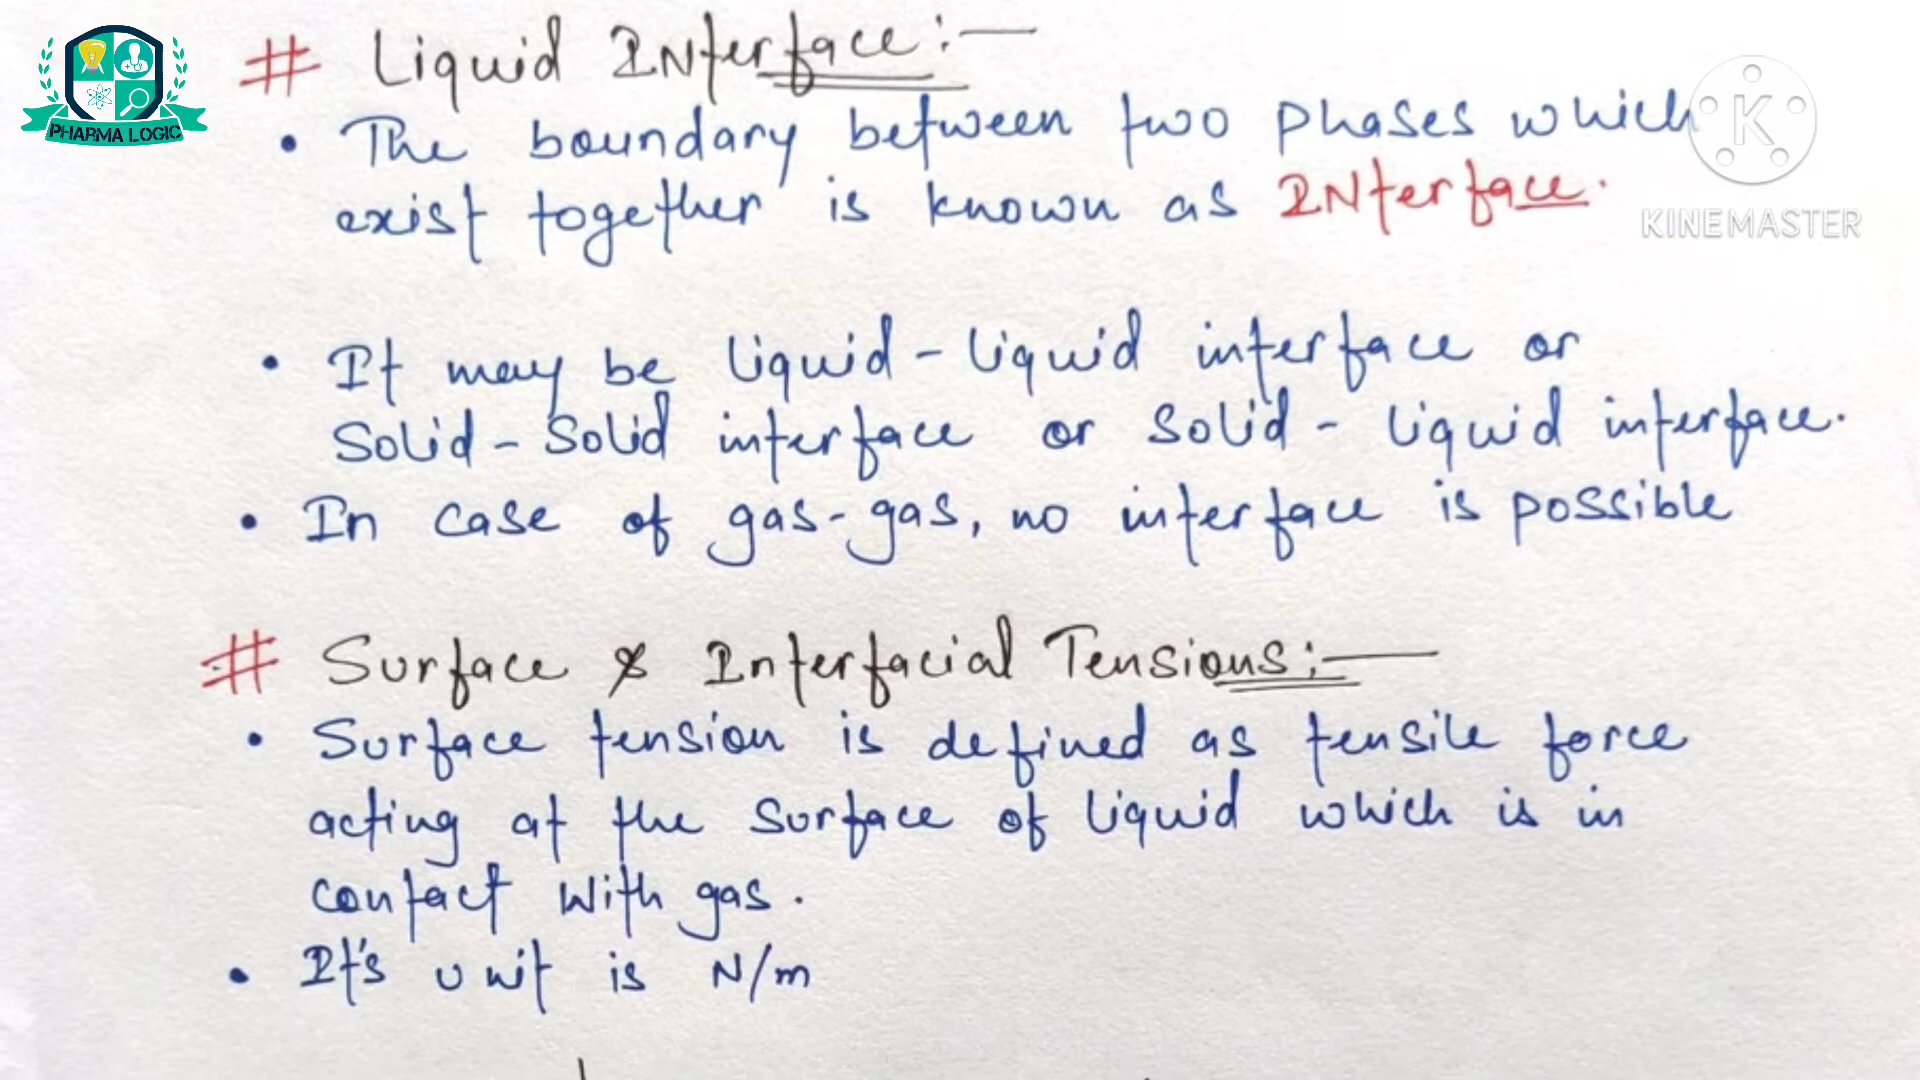 # Liquid INterface:—
• The boundary between two phases which
exist together is known as INterface.
• It may be liquid-liquid interface or
Solid-Solid interface or Solid-liquid interface.
• In case of gas-gas, no interface is possible
# Surface & Interfacial Tensions:—
• Surface tension is defined as tensile force
acting at the surface of liquid which is in
contact with gas.
• It's unit is N/m
PHARMA LOGIC
K
KINEMASTER